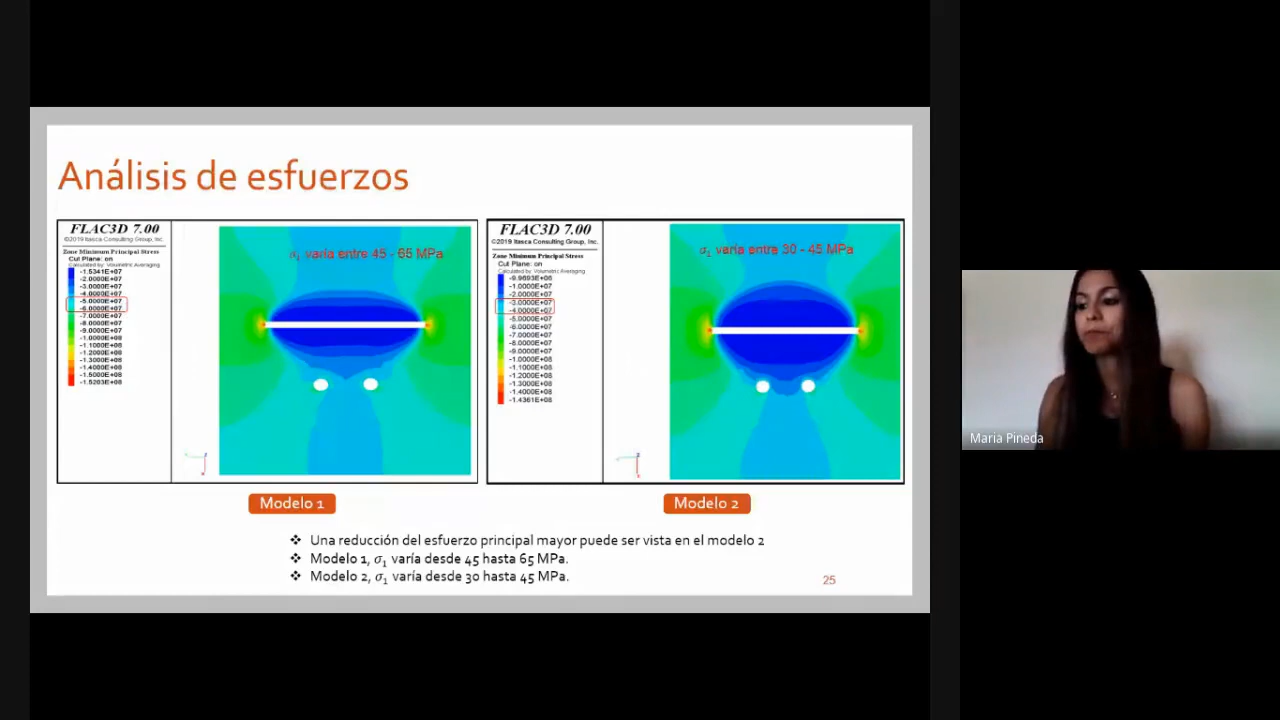 Análisis de esfuerzos
FLAC3D 7.00
©2019 Itasca Consulting Group, Inc.
Zone Minimum Principal Stress
Cut Plane: on
Calculated by: Volumetric Averaging
-1.5341E+07
-2.0000E+07
-3.0000E+07
-4.0000E+07
-5.0000E+07
-6.0000E+07
-7.0000E+07
-8.0000E+07
-9.0000E+07
-1.0000E+08
-1.1000E+08
-1.2000E+08
-1.3000E+08
-1.4000E+08
-1.5000E+08
-1.5203E+08
σ1 varía entre 45 - 65 MPa
FLAC3D 7.00
©2019 Itasca Consulting Group, Inc.
Zone Minimum Principal Stress
Cut Plane: on
Calculated by: Volumetric Averaging
-9.9693E+06
-1.0000E+07
-2.0000E+07
-3.0000E+07
-4.0000E+07
-5.0000E+07
-6.0000E+07
-7.0000E+07
-8.0000E+07
-9.0000E+07
-1.0000E+08
-1.1000E+08
-1.2000E+08
-1.3000E+08
-1.4000E+08
-1.4361E+08
σ1 varía entre 30 - 45 MPa
Modelo 1
Modelo 2
❖ Una reducción del esfuerzo principal mayor puede ser vista en el modelo 2
❖ Modelo 1, σ1 varía desde 45 hasta 65 MPa.
❖ Modelo 2, σ1 varía desde 30 hasta 45 MPa.
25
Maria Pineda